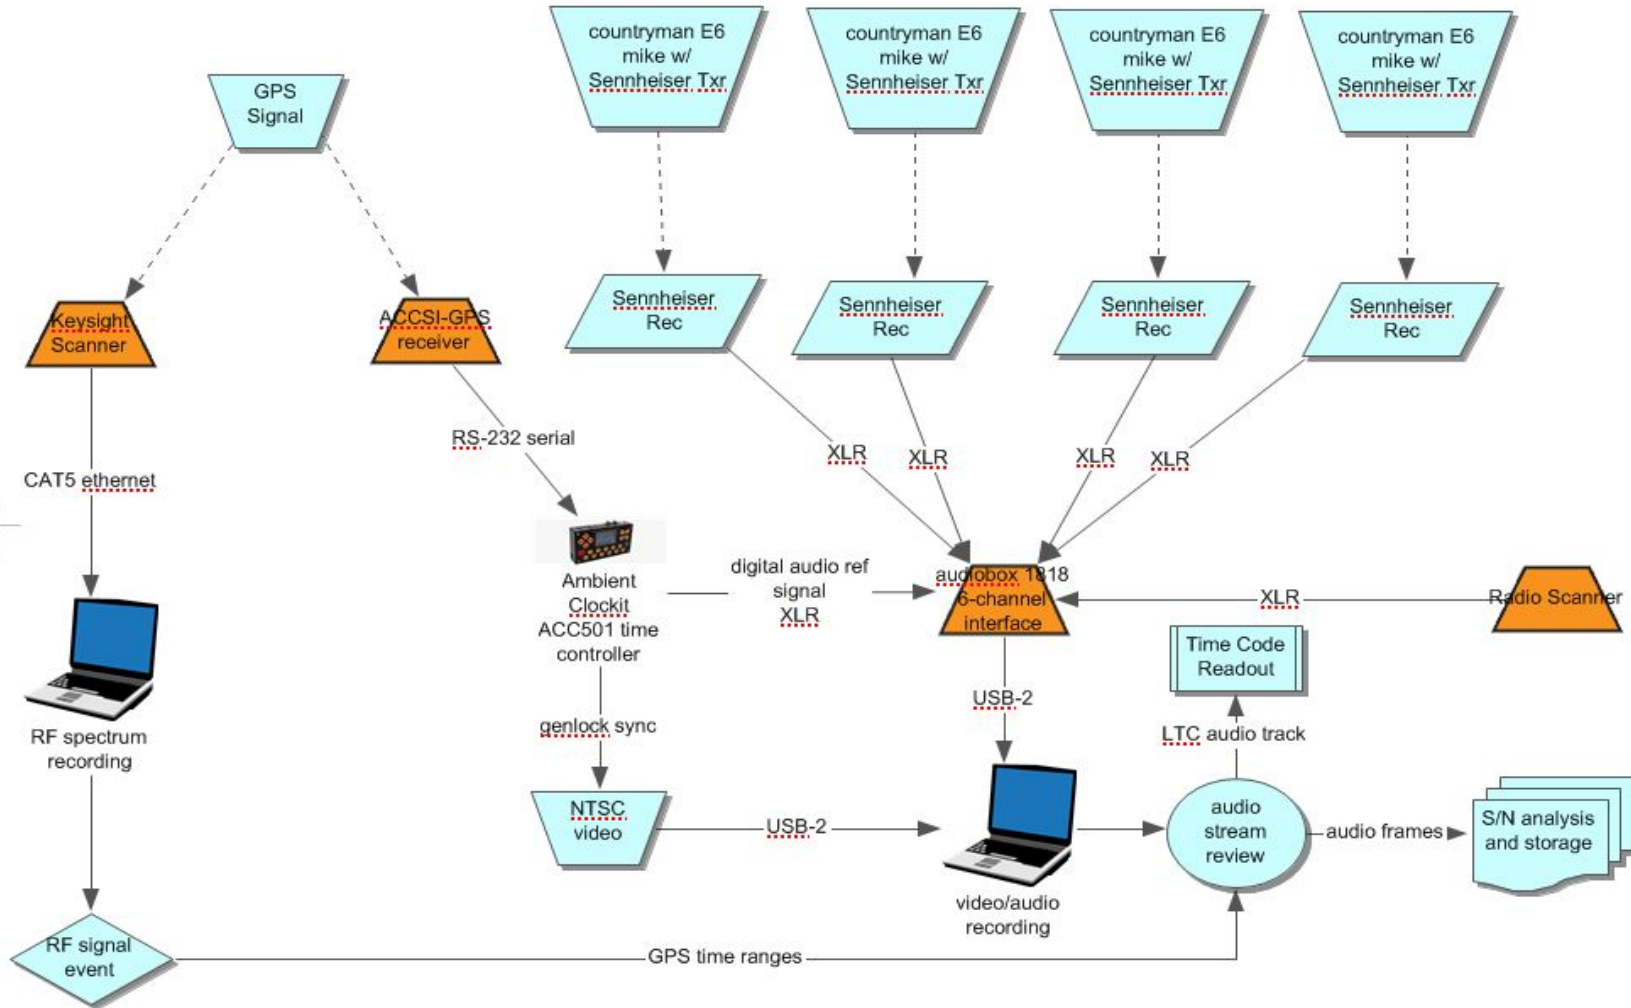 countryman E6
mike w/
Sennheiser Txr
countryman E6
mike w/
Sennheiser Txr
countryman E6
mike w/
Sennheiser Txr
countryman E6
mike w/
Sennheiser Txr
GPS
Signal
Keysight
Scanner
ACCSI-GPS
receiver
Sennheiser
Rec
Sennheiser
Rec
Sennheiser
Rec
Sennheiser
Rec
RS-232 serial
XLR
XLR
XLR
XLR
CAT5 ethernet
Ambient
Clockit
ACC501 time
controller
digital audio ref
signal
XLR
audiobox 1818
6-channel
interface
XLR
Radio Scanner
Time Code
Readout
USB-2
LTC audio track
genlock sync
RF spectrum
recording
NTSC
video
USB-2
video/audio
recording
audio
stream
review
audio frames
S/N analysis
and storage
RF signal
event
GPS time ranges